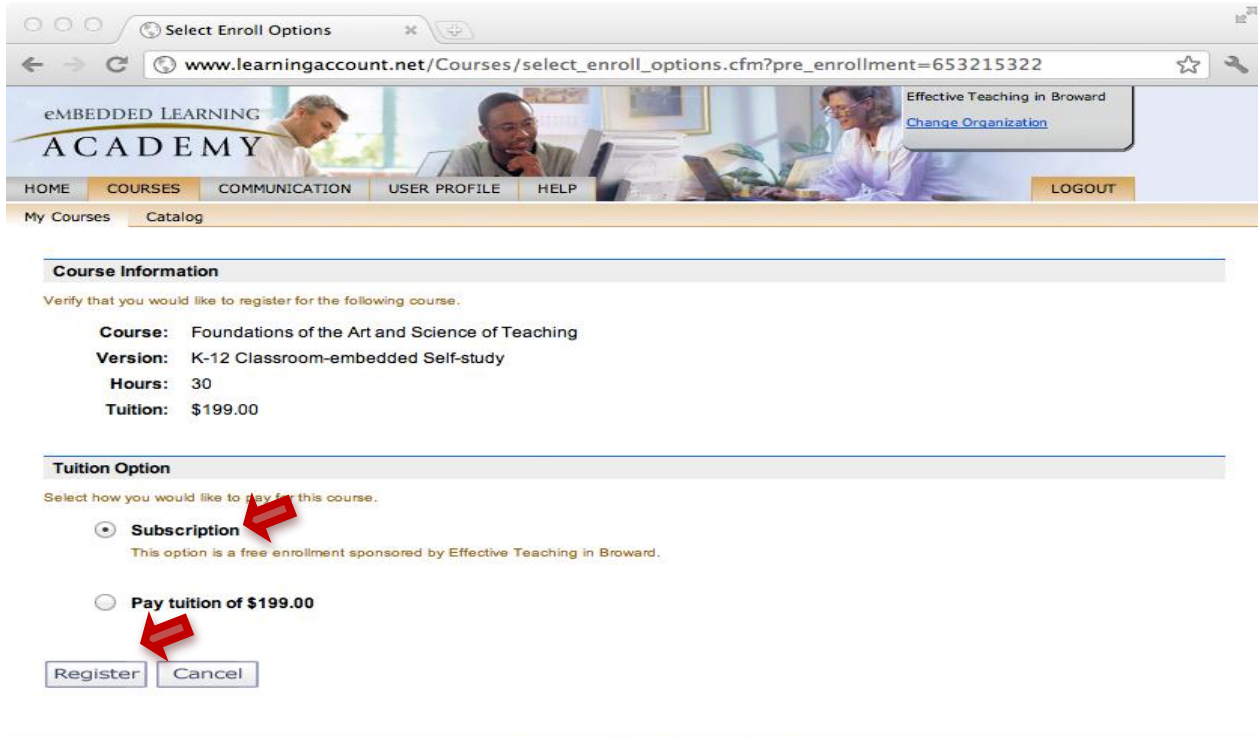 Select Enroll Options
www.learningaccount.net/Courses/select_enroll_options.cfm?pre_enrollment=653215322
eMBEDDED LEARNING
ACADEMY
Effective Teaching in Broward
Change Organization
HOME COURSES COMMUNICATION USER PROFILE HELP LOGOUT
My Courses Catalog
Course Information
Verify that you would like to register for the following course.
Course: Foundations of the Art and Science of Teaching
Version: K-12 Classroom-embedded Self-study
Hours: 30
Tuition: $199.00
Tuition Option
Select how you would like to pay for this course.
Subscription
This option is a free enrollment sponsored by Effective Teaching in Broward.
Pay tuition of $199.00
Register Cancel